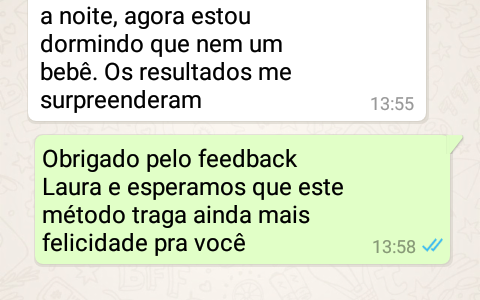 a noite, agora estou
dormindo que nem um
bebê. Os resultados me
surpreenderam
13:55
Obrigado pelo feedback
Laura e esperamos que este
método traga ainda mais
felicidade pra você
13:58